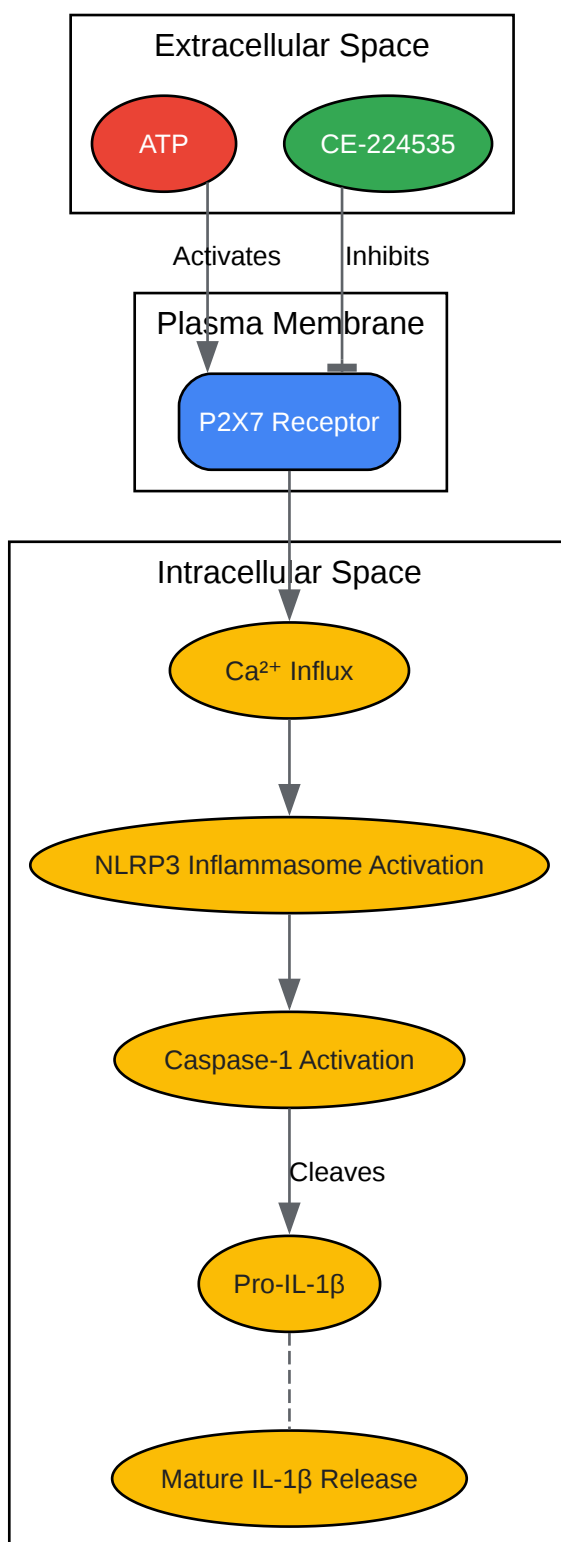 Extracellular Space
ATP
CE-224535
Activates
Inhibits
Plasma Membrane
P2X7 Receptor
Intracellular Space
Ca²⁺ Influx
NLRP3 Inflammasome Activation
Caspase-1 Activation
Cleaves
Pro-IL-1β
Mature IL-1β Release